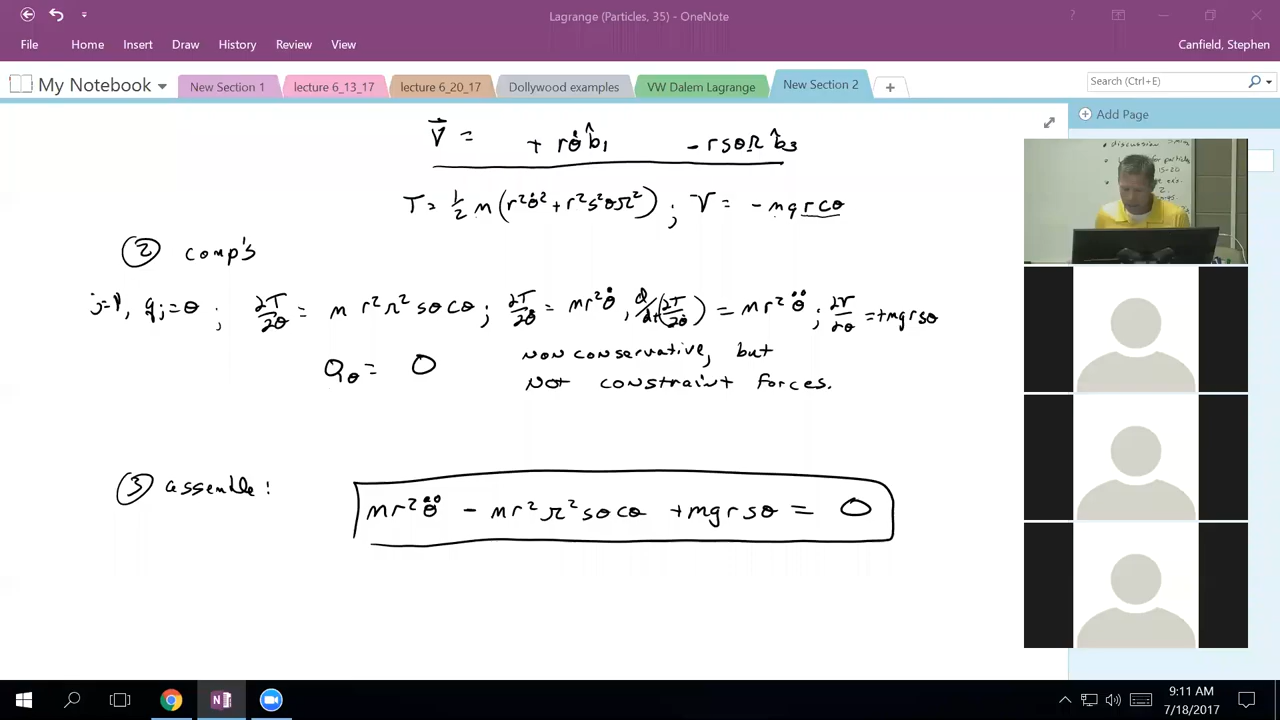 Lagrange (Particles, 35) - OneNote
File Home Insert Draw History Review View
Canfield, Stephen
My Notebook New Section 1 lecture 6_13_17 lecture 6_20_17 Dollywood examples VW Dalem Lagrange New Section 2
Search (Ctrl+E)
Add Page
V⃗ = + rθ̇ b̂₁ - rsθΩ b̂₃
T = 1/2 m (r²θ̇² + r²s²θΩ²) ; V = - mgrcθ
② comp's
j=1, qj = θ ; ∂T/∂θ = m r²Ω² sθcθ ; ∂T/∂θ̇ = mr²θ̇, d/dt(∂T/∂θ̇) = mr²θ̈ ; ∂V/∂θ = +mgrsθ
Qθ = 0 non conservative, but
not constraint forces.
③ assemble:
mr²θ̈ - mr²Ω²sθcθ + mgrsθ = 0
9:11 AM
7/18/2017